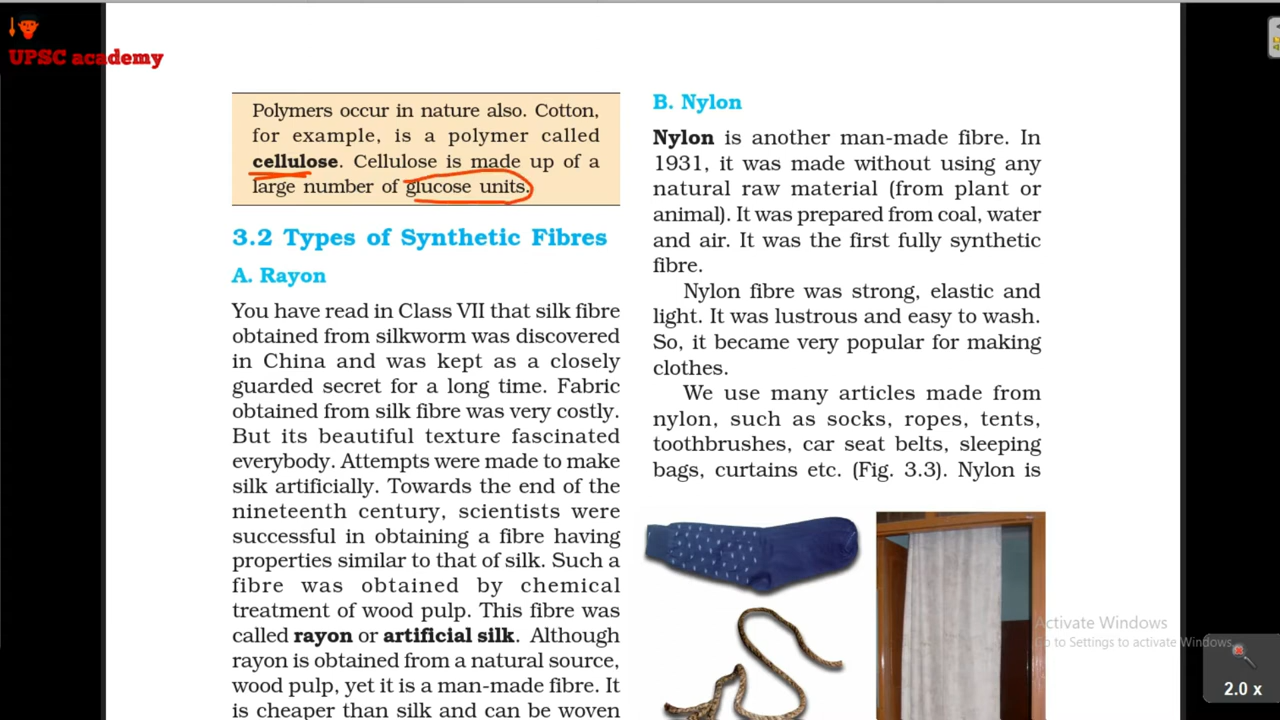 UPSC academy
Polymers occur in nature also. Cotton,
for example, is a polymer called
cellulose. Cellulose is made up of a
large number of glucose units.
3.2 Types of Synthetic Fibres
A. Rayon
You have read in Class VII that silk fibre
obtained from silkworm was discovered
in China and was kept as a closely
guarded secret for a long time. Fabric
obtained from silk fibre was very costly.
But its beautiful texture fascinated
everybody. Attempts were made to make
silk artificially. Towards the end of the
nineteenth century, scientists were
successful in obtaining a fibre having
properties similar to that of silk. Such a
fibre was obtained by chemical
treatment of wood pulp. This fibre was
called rayon or artificial silk. Although
rayon is obtained from a natural source,
wood pulp, yet it is a man-made fibre. It
is cheaper than silk and can be woven
B. Nylon
Nylon is another man-made fibre. In
1931, it was made without using any
natural raw material (from plant or
animal). It was prepared from coal, water
and air. It was the first fully synthetic
fibre.
Nylon fibre was strong, elastic and
light. It was lustrous and easy to wash.
So, it became very popular for making
clothes.
We use many articles made from
nylon, such as socks, ropes, tents,
toothbrushes, car seat belts, sleeping
bags, curtains etc. (Fig. 3.3). Nylon is
Activate Windows
Go to Settings to activate Windows.
2.0 x